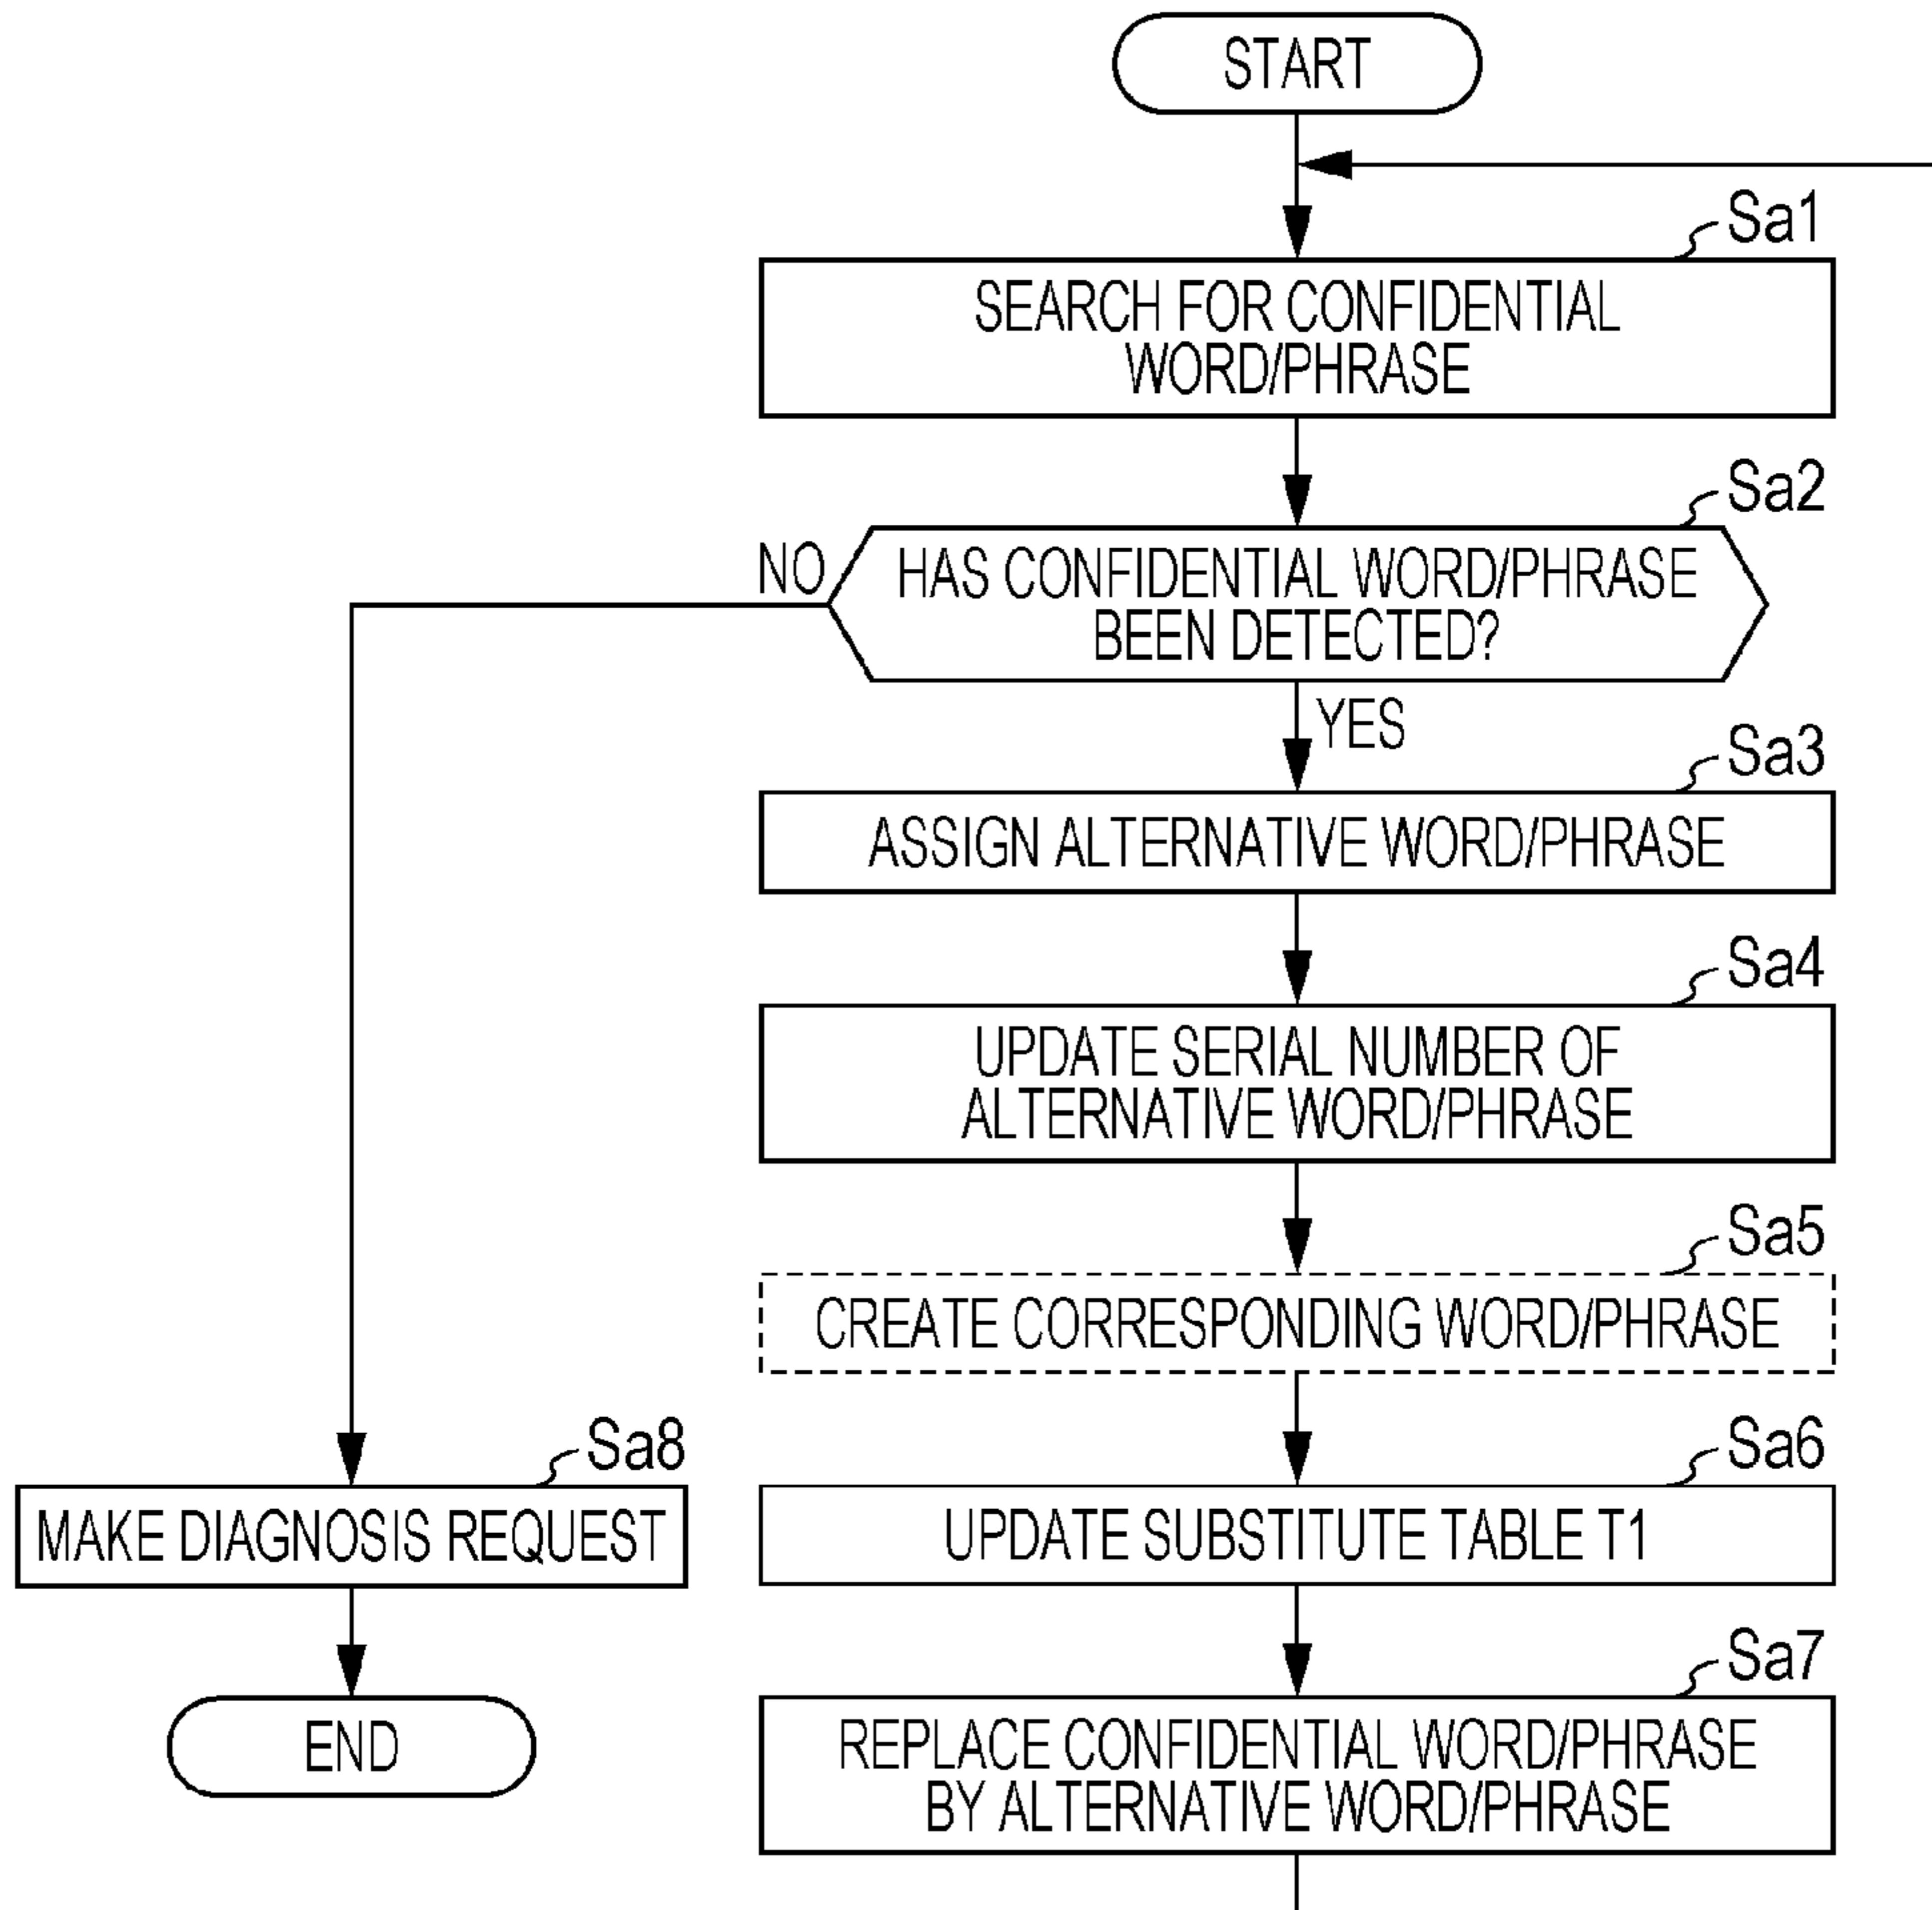 START
Sa1
SEARCH FOR CONFIDENTIAL
WORD/PHRASE
Sa2
NO
HAS CONFIDENTIAL WORD/PHRASE
BEEN DETECTED?
YES
Sa3
ASSIGN ALTERNATIVE WORD/PHRASE
Sa4
UPDATE SERIAL NUMBER OF
ALTERNATIVE WORD/PHRASE
Sa5
CREATE CORRESPONDING WORD/PHRASE
Sa8
MAKE DIAGNOSIS REQUEST
Sa6
UPDATE SUBSTITUTE TABLE T1
Sa7
REPLACE CONFIDENTIAL WORD/PHRASE
BY ALTERNATIVE WORD/PHRASE
END